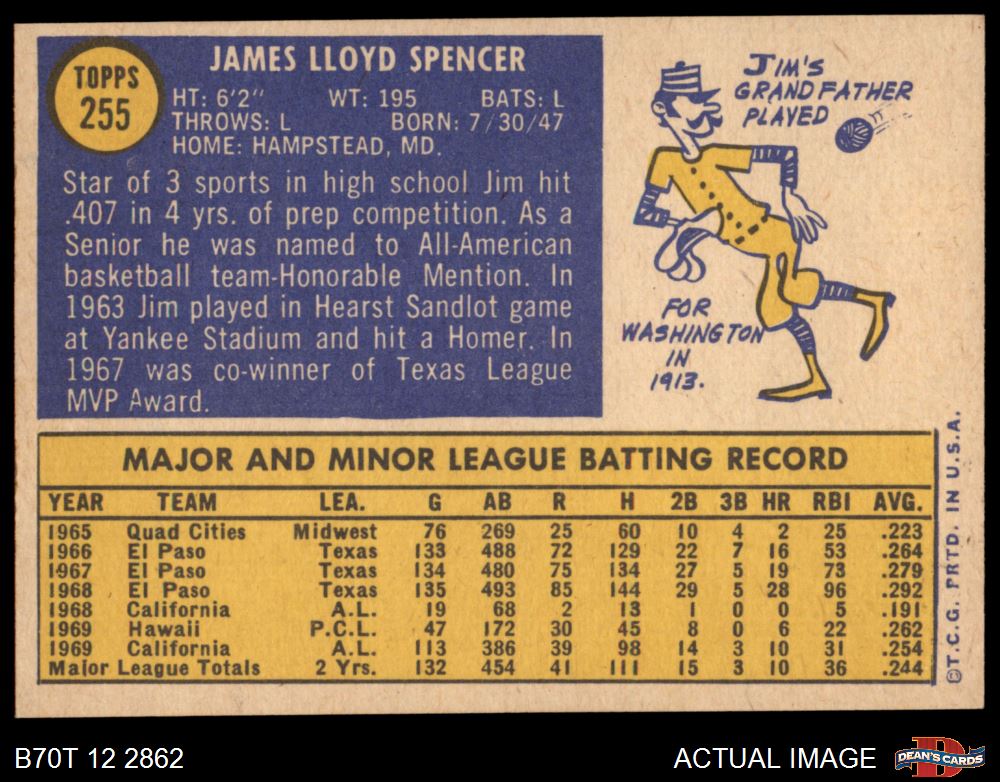 TOPPS
255
JAMES LLOYD SPENCER
HT: 6'2" WT: 195 BATS: L
THROWS: L BORN: 7/30/47
HOME: HAMPSTEAD, MD.
Star of 3 sports in high school Jim hit
.407 in 4 yrs. of prep competition. As a
Senior he was named to All-American
basketball team-Honorable Mention. In
1963 Jim played in Hearst Sandlot game
at Yankee Stadium and hit a Homer. In
1967 was co-winner of Texas League
MVP Award.
JIM'S
GRANDFATHER
PLAYED
FOR
WASHINGTON
IN
1913.
MAJOR AND MINOR LEAGUE BATTING RECORD
YEAR TEAM LEA. G AB R H 2B 3B HR RBI AVG.
1965 Quad Cities Midwest 76 269 25 60 10 4 2 25 .223
1966 El Paso Texas 133 488 72 129 22 7 16 53 .264
1967 El Paso Texas 134 480 75 134 27 5 19 73 .279
1968 El Paso Texas 135 493 85 144 29 5 28 96 .292
1968 California A.L. 19 68 2 13 1 0 0 5 .191
1969 Hawaii P.C.L. 47 172 30 45 8 0 6 22 .262
1969 California A.L. 113 386 39 98 14 3 10 31 .254
Major League Totals 2 Yrs. 132 454 41 111 15 3 10 36 .244
©T.C.G. PRTD. IN U.S.A.
B70T 12 2862
ACTUAL IMAGE
D
DEAN'S CARDS